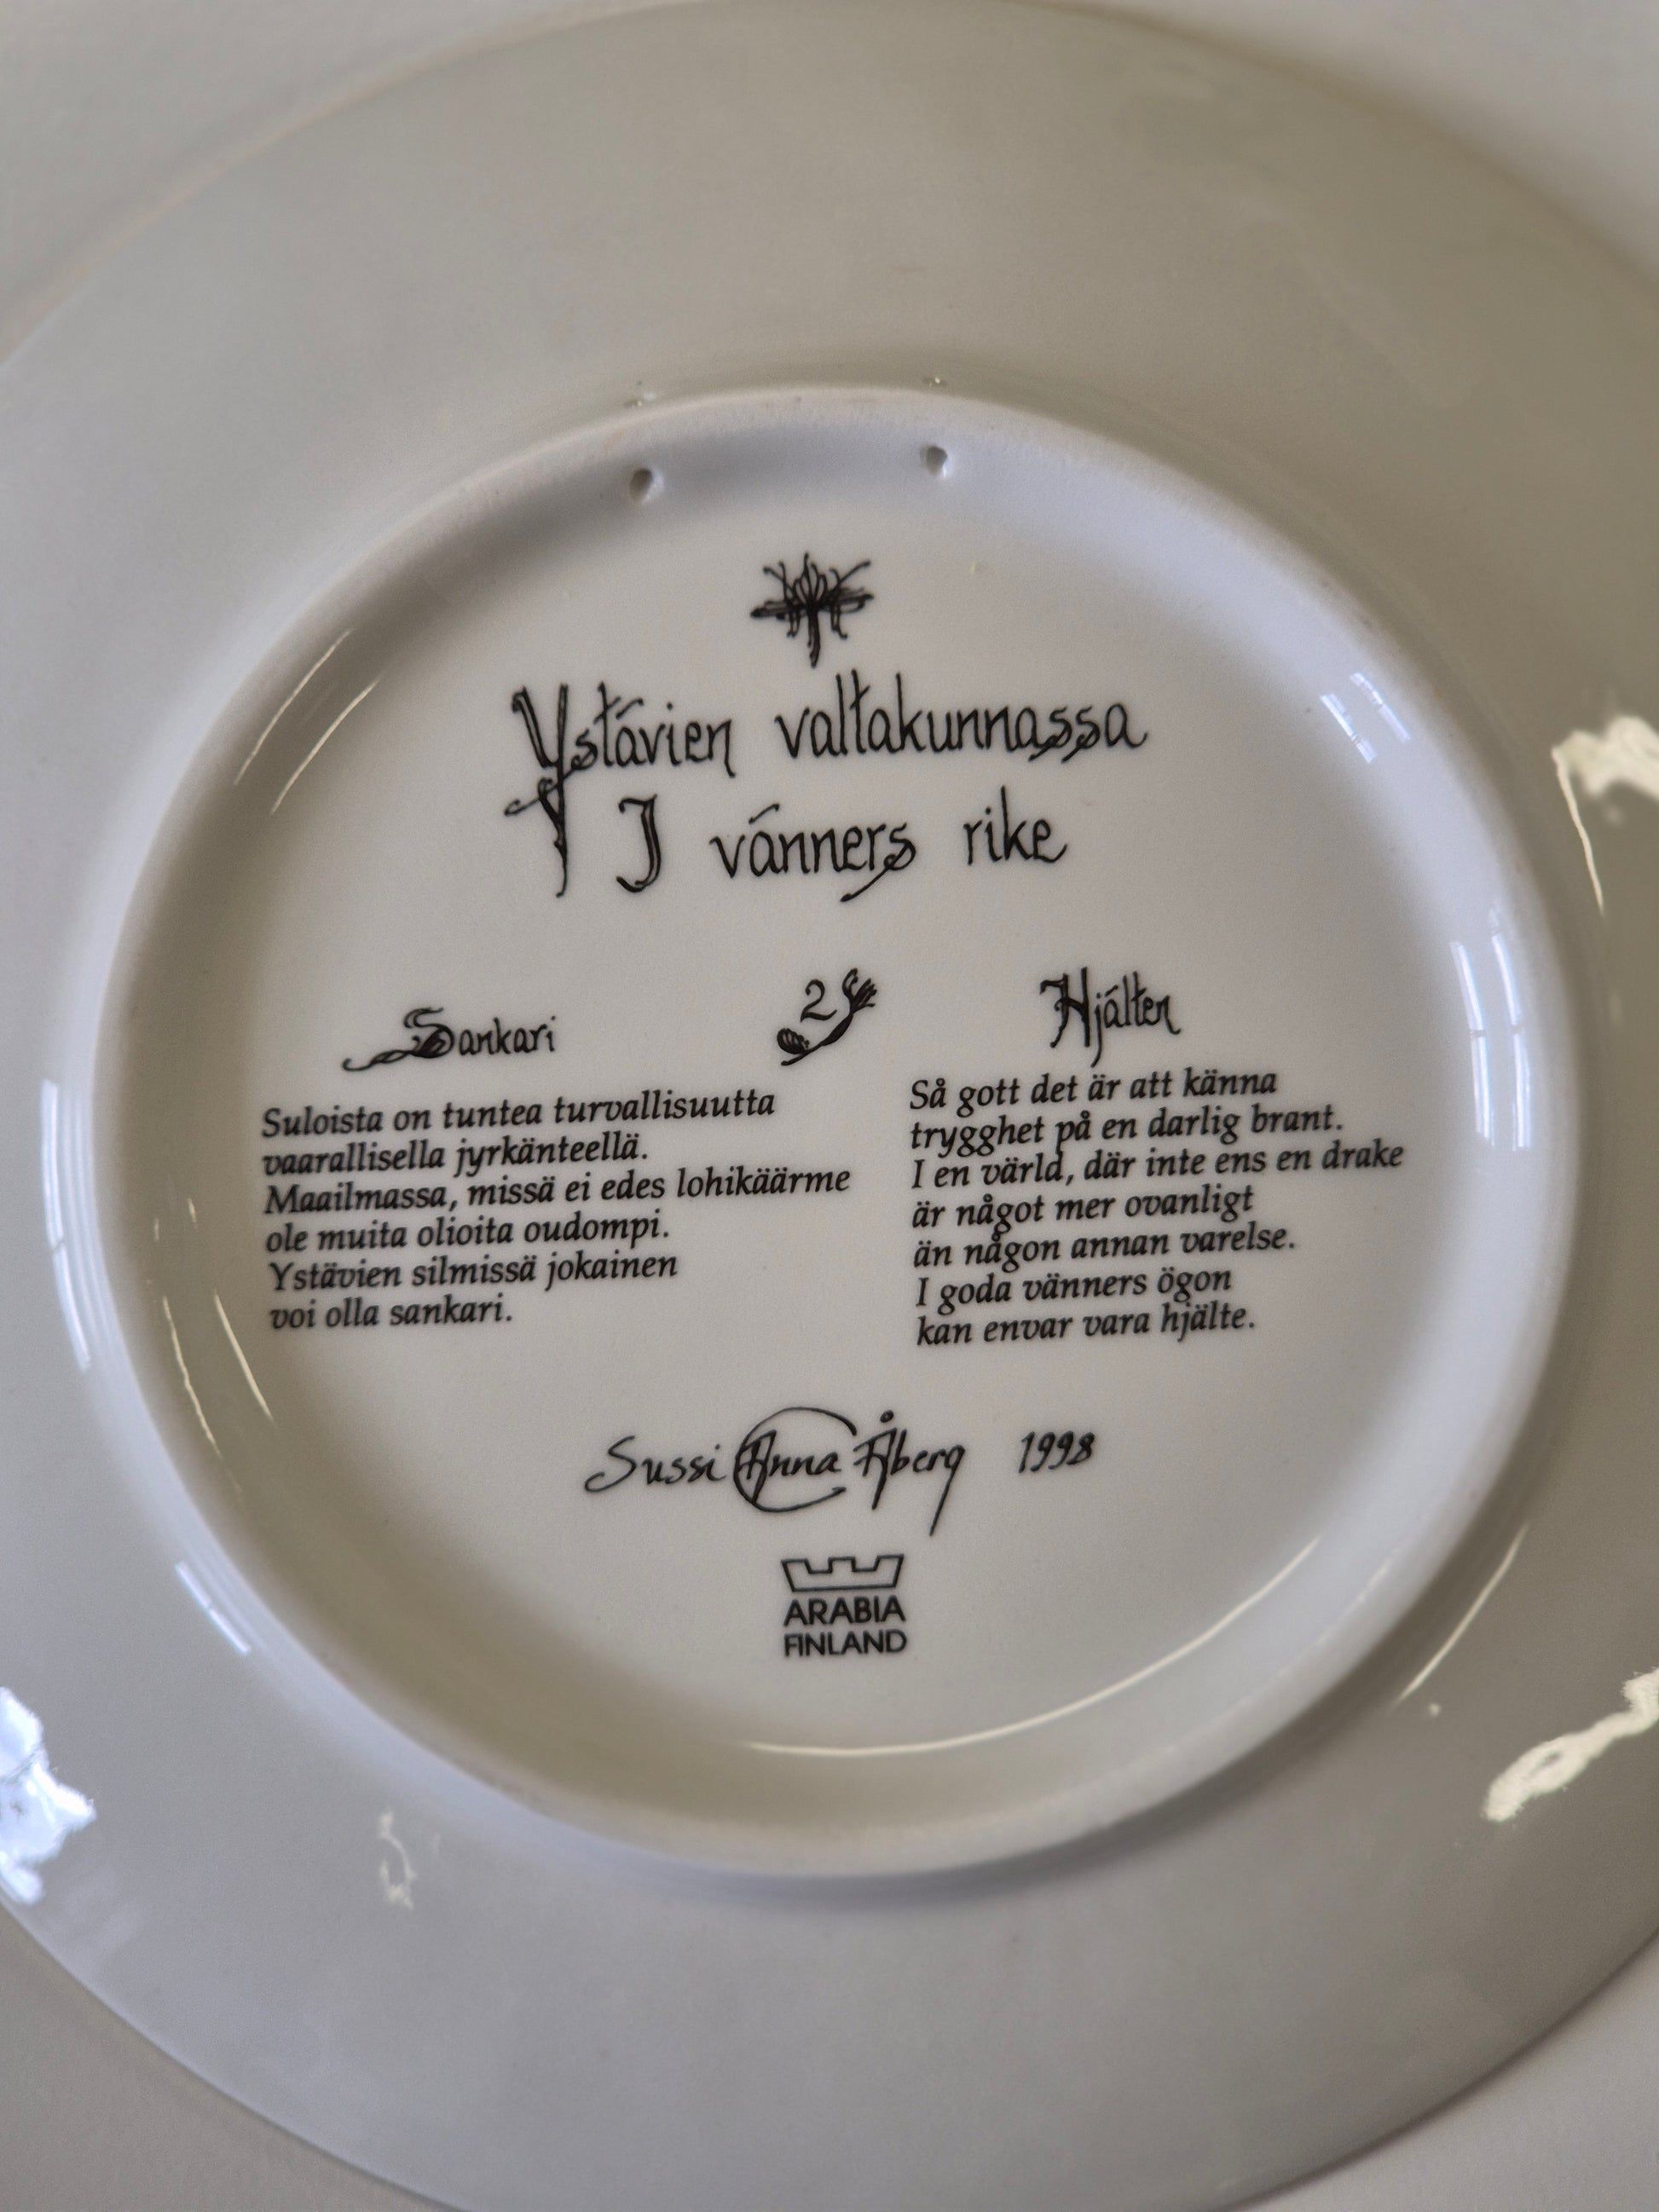 Ystävien valtakunnassa
I vänners rike
Sankari
2
Hjälten
Suloista on tuntea turvallisuutta
vaarallisella jyrkänteellä.
Maailmassa, missä ei edes lohikäärme
ole muita olioita oudompi.
Ystävien silmissä jokainen
voi olla sankari.
Så gott det är att känna
trygghet på en darlig brant.
I en värld, där inte ens en drake
är något mer ovanligt
än någon annan varelse.
I goda vänners ögon
kan envar vara hjälte.
Sussi Anna Åberg 1998
ARABIA
FINLAND